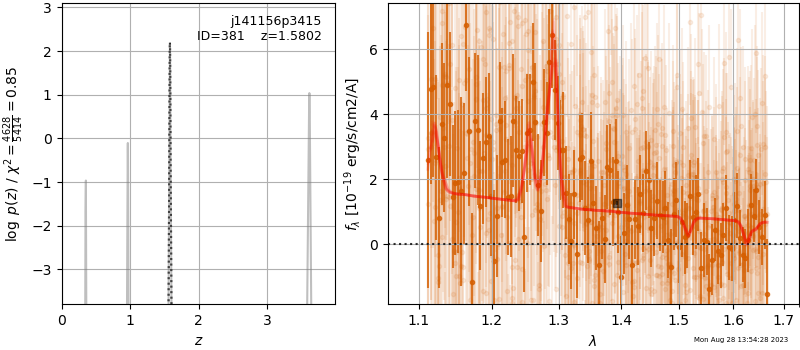 j141156p3415
ID=381 z=1.5802
log p(z) / χ² = 4628/5414 = 0.85
2
1
0
−1
−2
−3
0 1 2 3
z
f_λ [10⁻¹⁹ erg/s/cm2/A]
6
4
2
0
1.1 1.2 1.3 1.4 1.5 1.6 1.7
λ
Mon Aug 28 13:54:28 2023
3